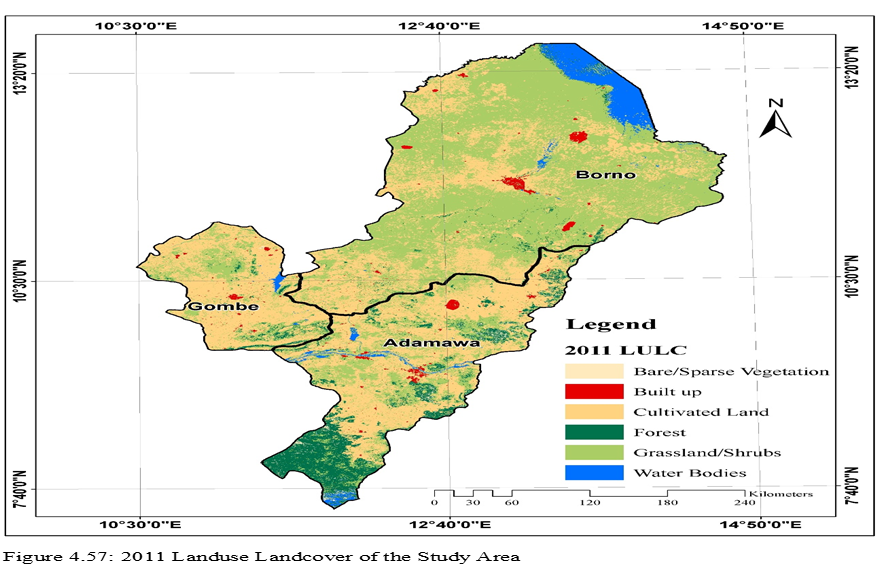 10°30'0"E 12°40'0"E 14°50'0"E
13°20'0"N 13°20'0"N
N
Borno
10°30'0"N 10°30'0"N
Gombe
Adamawa
Legend
2011 LULC
Bare/Sparse Vegetation
Built up
Cultivated Land
Forest
Grassland/Shrubs
Water Bodies
7°40'0"N 7°40'0"N
Kilometers
0 30 60 120 180 240
10°30'0"E 12°40'0"E 14°50'0"E
Figure 4.57: 2011 Landuse Landcover of the Study Area